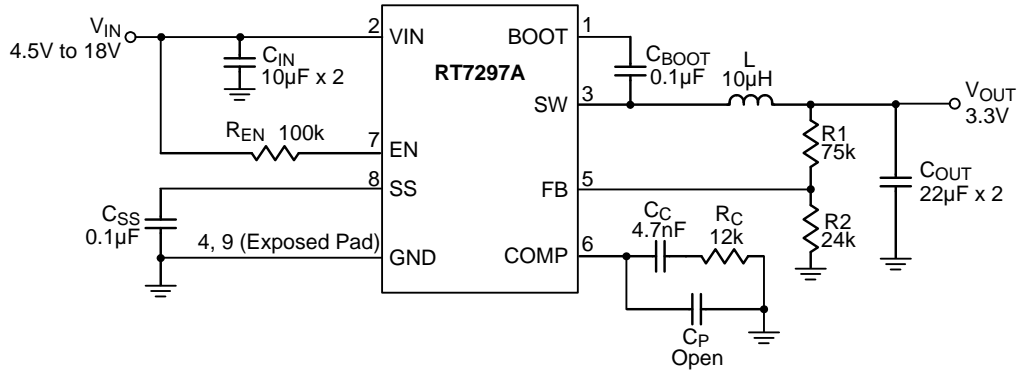 V_IN
4.5V to 18V
C_IN
10µF x 2
2
VIN
RT7297A
BOOT
1
C_BOOT
0.1µF
SW
3
L
10µH
V_OUT
3.3V
R_EN 100k
7
EN
R1
75k
C_OUT
22µF x 2
8
SS
FB
5
C_SS
0.1µF
R2
24k
4, 9 (Exposed Pad)
GND
COMP
6
C_C
4.7nF
R_C
12k
C_P
Open